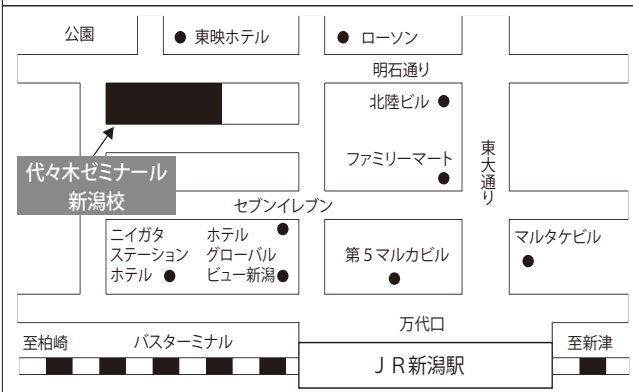 公園
東映ホテル
ローソン
明石通り
北陸ビル
ファミリーマート
東大通り
代々木ゼミナール
新潟校
セブンイレブン
ニイガタ
ステーション
ホテル
ホテル
グローバル
ビュー新潟
第5マルカビル
マルタケビル
万代口
至柏崎
バスターミナル
JR新潟駅
至新津